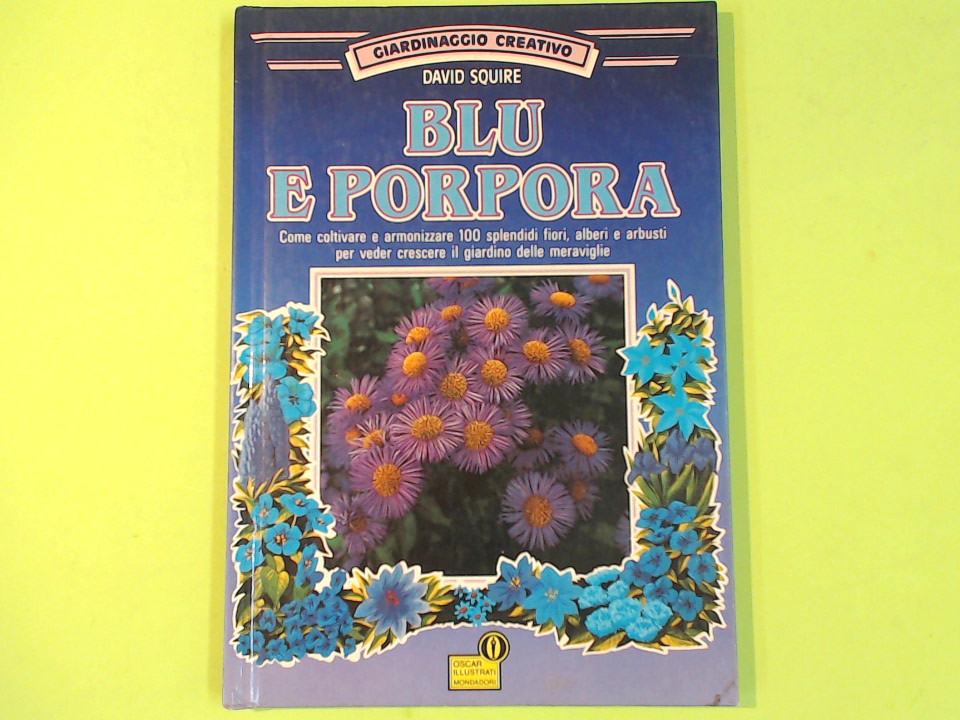 GIARDINAGGIO CREATIVO
DAVID SQUIRE
BLU
E PORPORA
Come coltivare e armonizzare 100 splendidi fiori, alberi e arbusti
per veder crescere il giardino delle meraviglie
OSCAR
ILLUSTRATI
MONDADORI